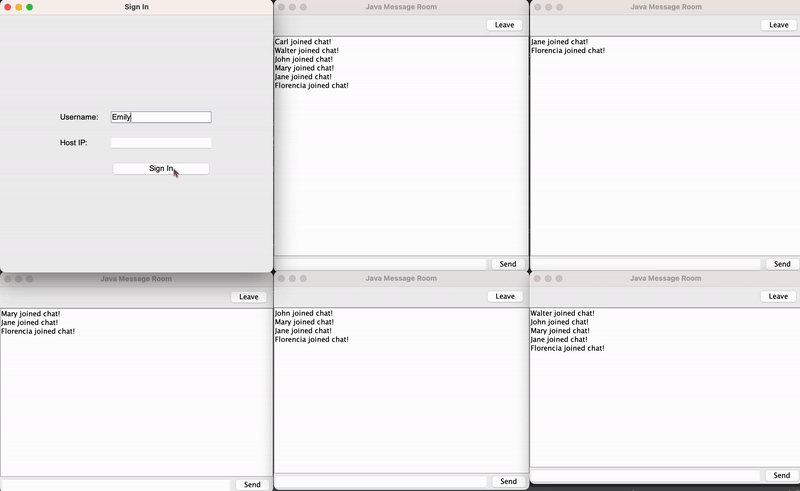 Sign In
Username:
Emily
Host IP:
Sign In
Java Message Room
Leave
Carl joined chat!
Walter joined chat!
John joined chat!
Mary joined chat!
Jane joined chat!
Florencia joined chat!
Send
Java Message Room
Leave
Jane joined chat!
Florencia joined chat!
Send
Java Message Room
Leave
Mary joined chat!
Jane joined chat!
Florencia joined chat!
Send
Java Message Room
Leave
John joined chat!
Mary joined chat!
Jane joined chat!
Florencia joined chat!
Send
Java Message Room
Leave
Walter joined chat!
John joined chat!
Mary joined chat!
Jane joined chat!
Florencia joined chat!
Send